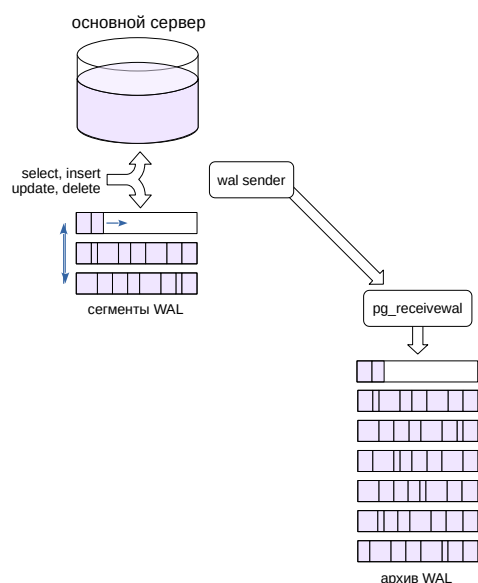 основной сервер
select, insert
update, delete
wal sender
сегменты WAL
pg_receivewal
архив WAL